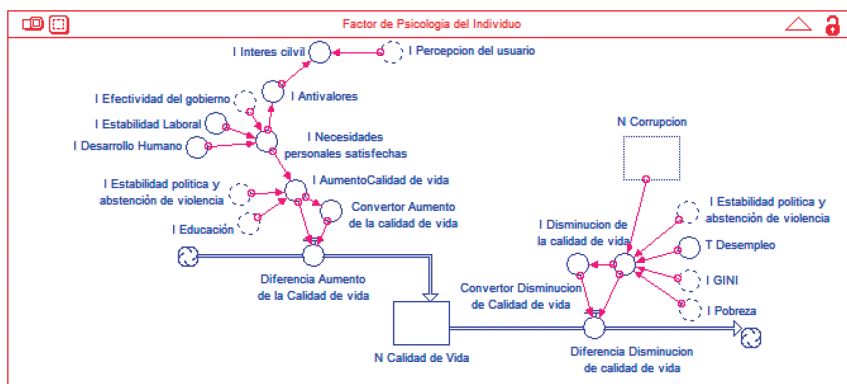 Factor de Psicologia del Individuo
I Interes cilvil
I Percepcion del usuario
I Efectividad del gobierno
I Antivalores
I Estabilidad Laboral
I Desarrollo Humano
I Necesidades
personales satisfechas
N Corrupcion
I Estabilidad politica y
abstención de violencia
I AumentoCalidad de vida
I Educación
Convertor Aumento
de la calidad de vida
I Disminucion de
la calidad de vida
I Estabilidad politica y
abstención de violencia
T Desempleo
I GINI
I Pobreza
Diferencia Aumento
de la Calidad de vida
Convertor Disminucion
de Calidad de vida
N Calidad de Vida
Diferencia Disminucion
de calidad de vida